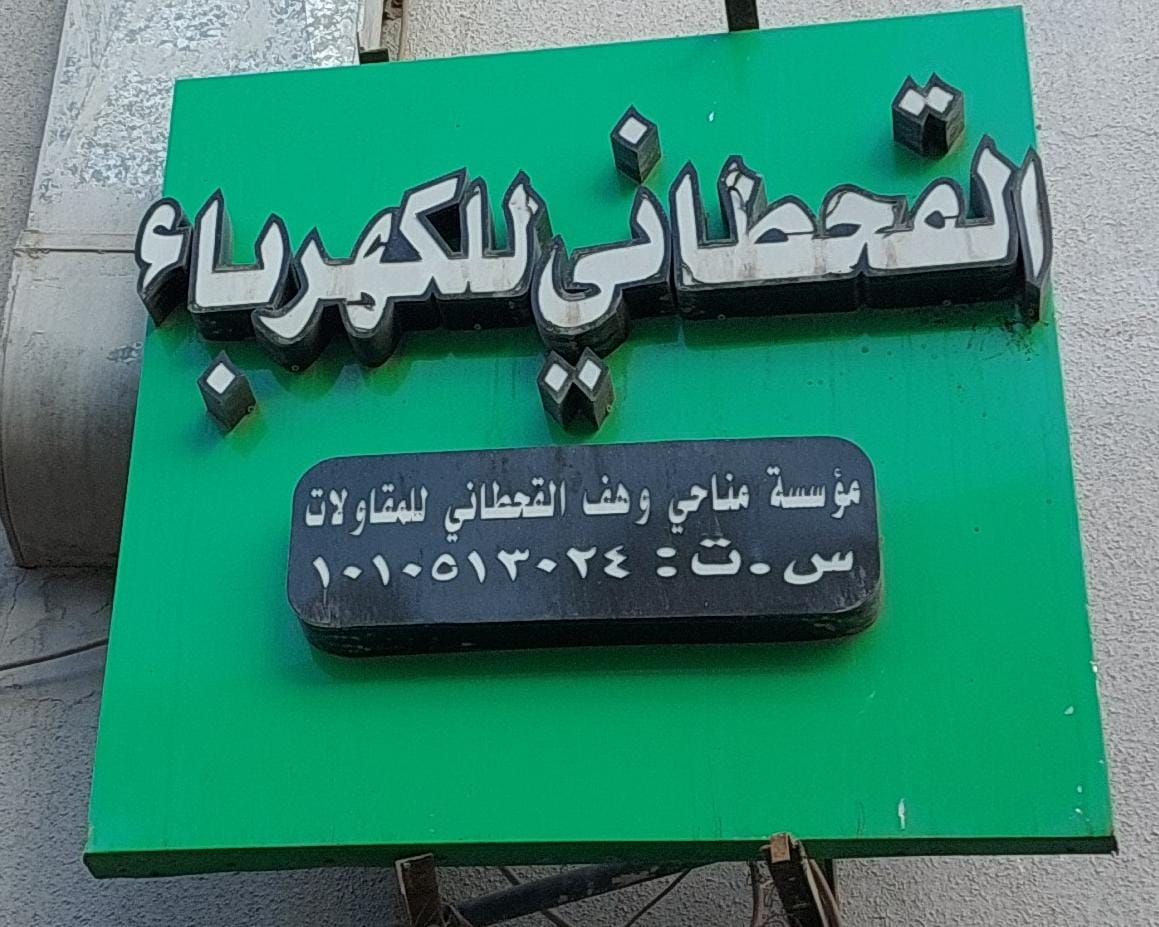 القحطاني للكهرباء
مؤسسة مناحي وهف القحطاني للمقاولات
س.ت: ١٠١٠٥١٣٠٢٤